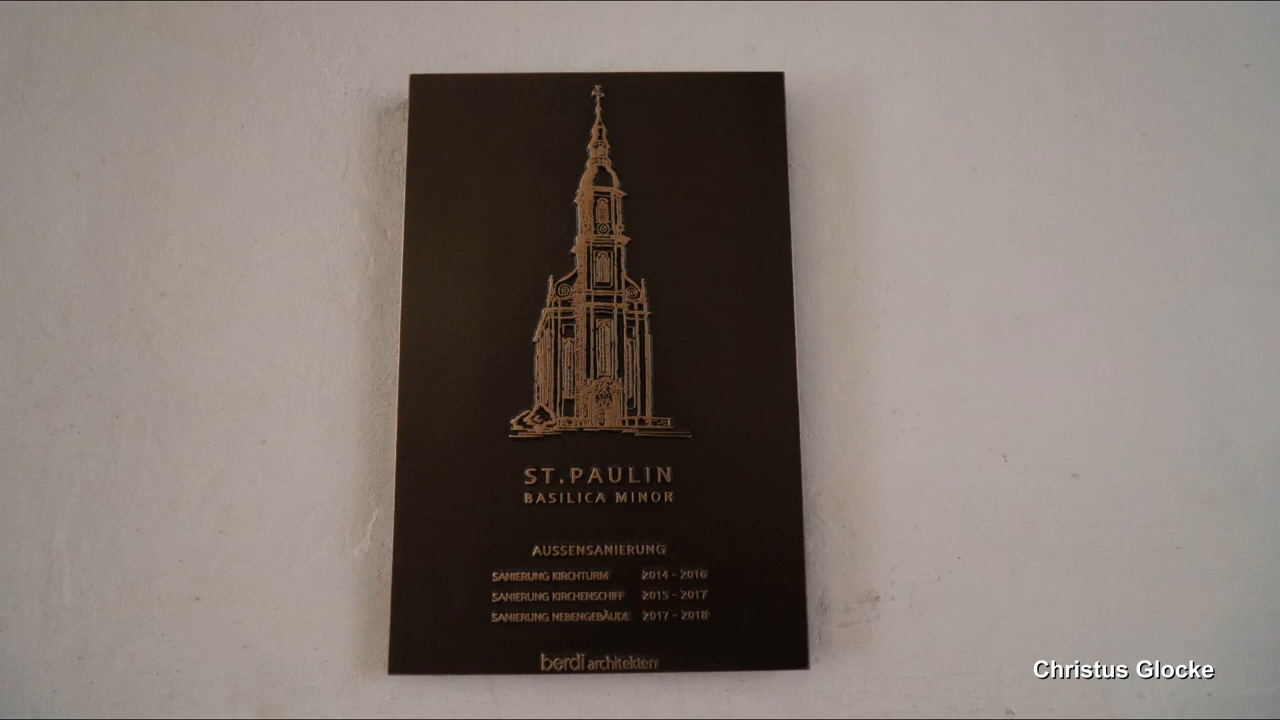 ST.PAULIN
BASILICA MINOR
AUSSENSANIERUNG
SANIERUNG KIRCHTURM 2014 - 2016
SANIERUNG KIRCHENSCHIFF 2015 - 2017
SANIERUNG NEBENGEBÄUDE 2017 - 2018
berdi architekten
Christus Glocke